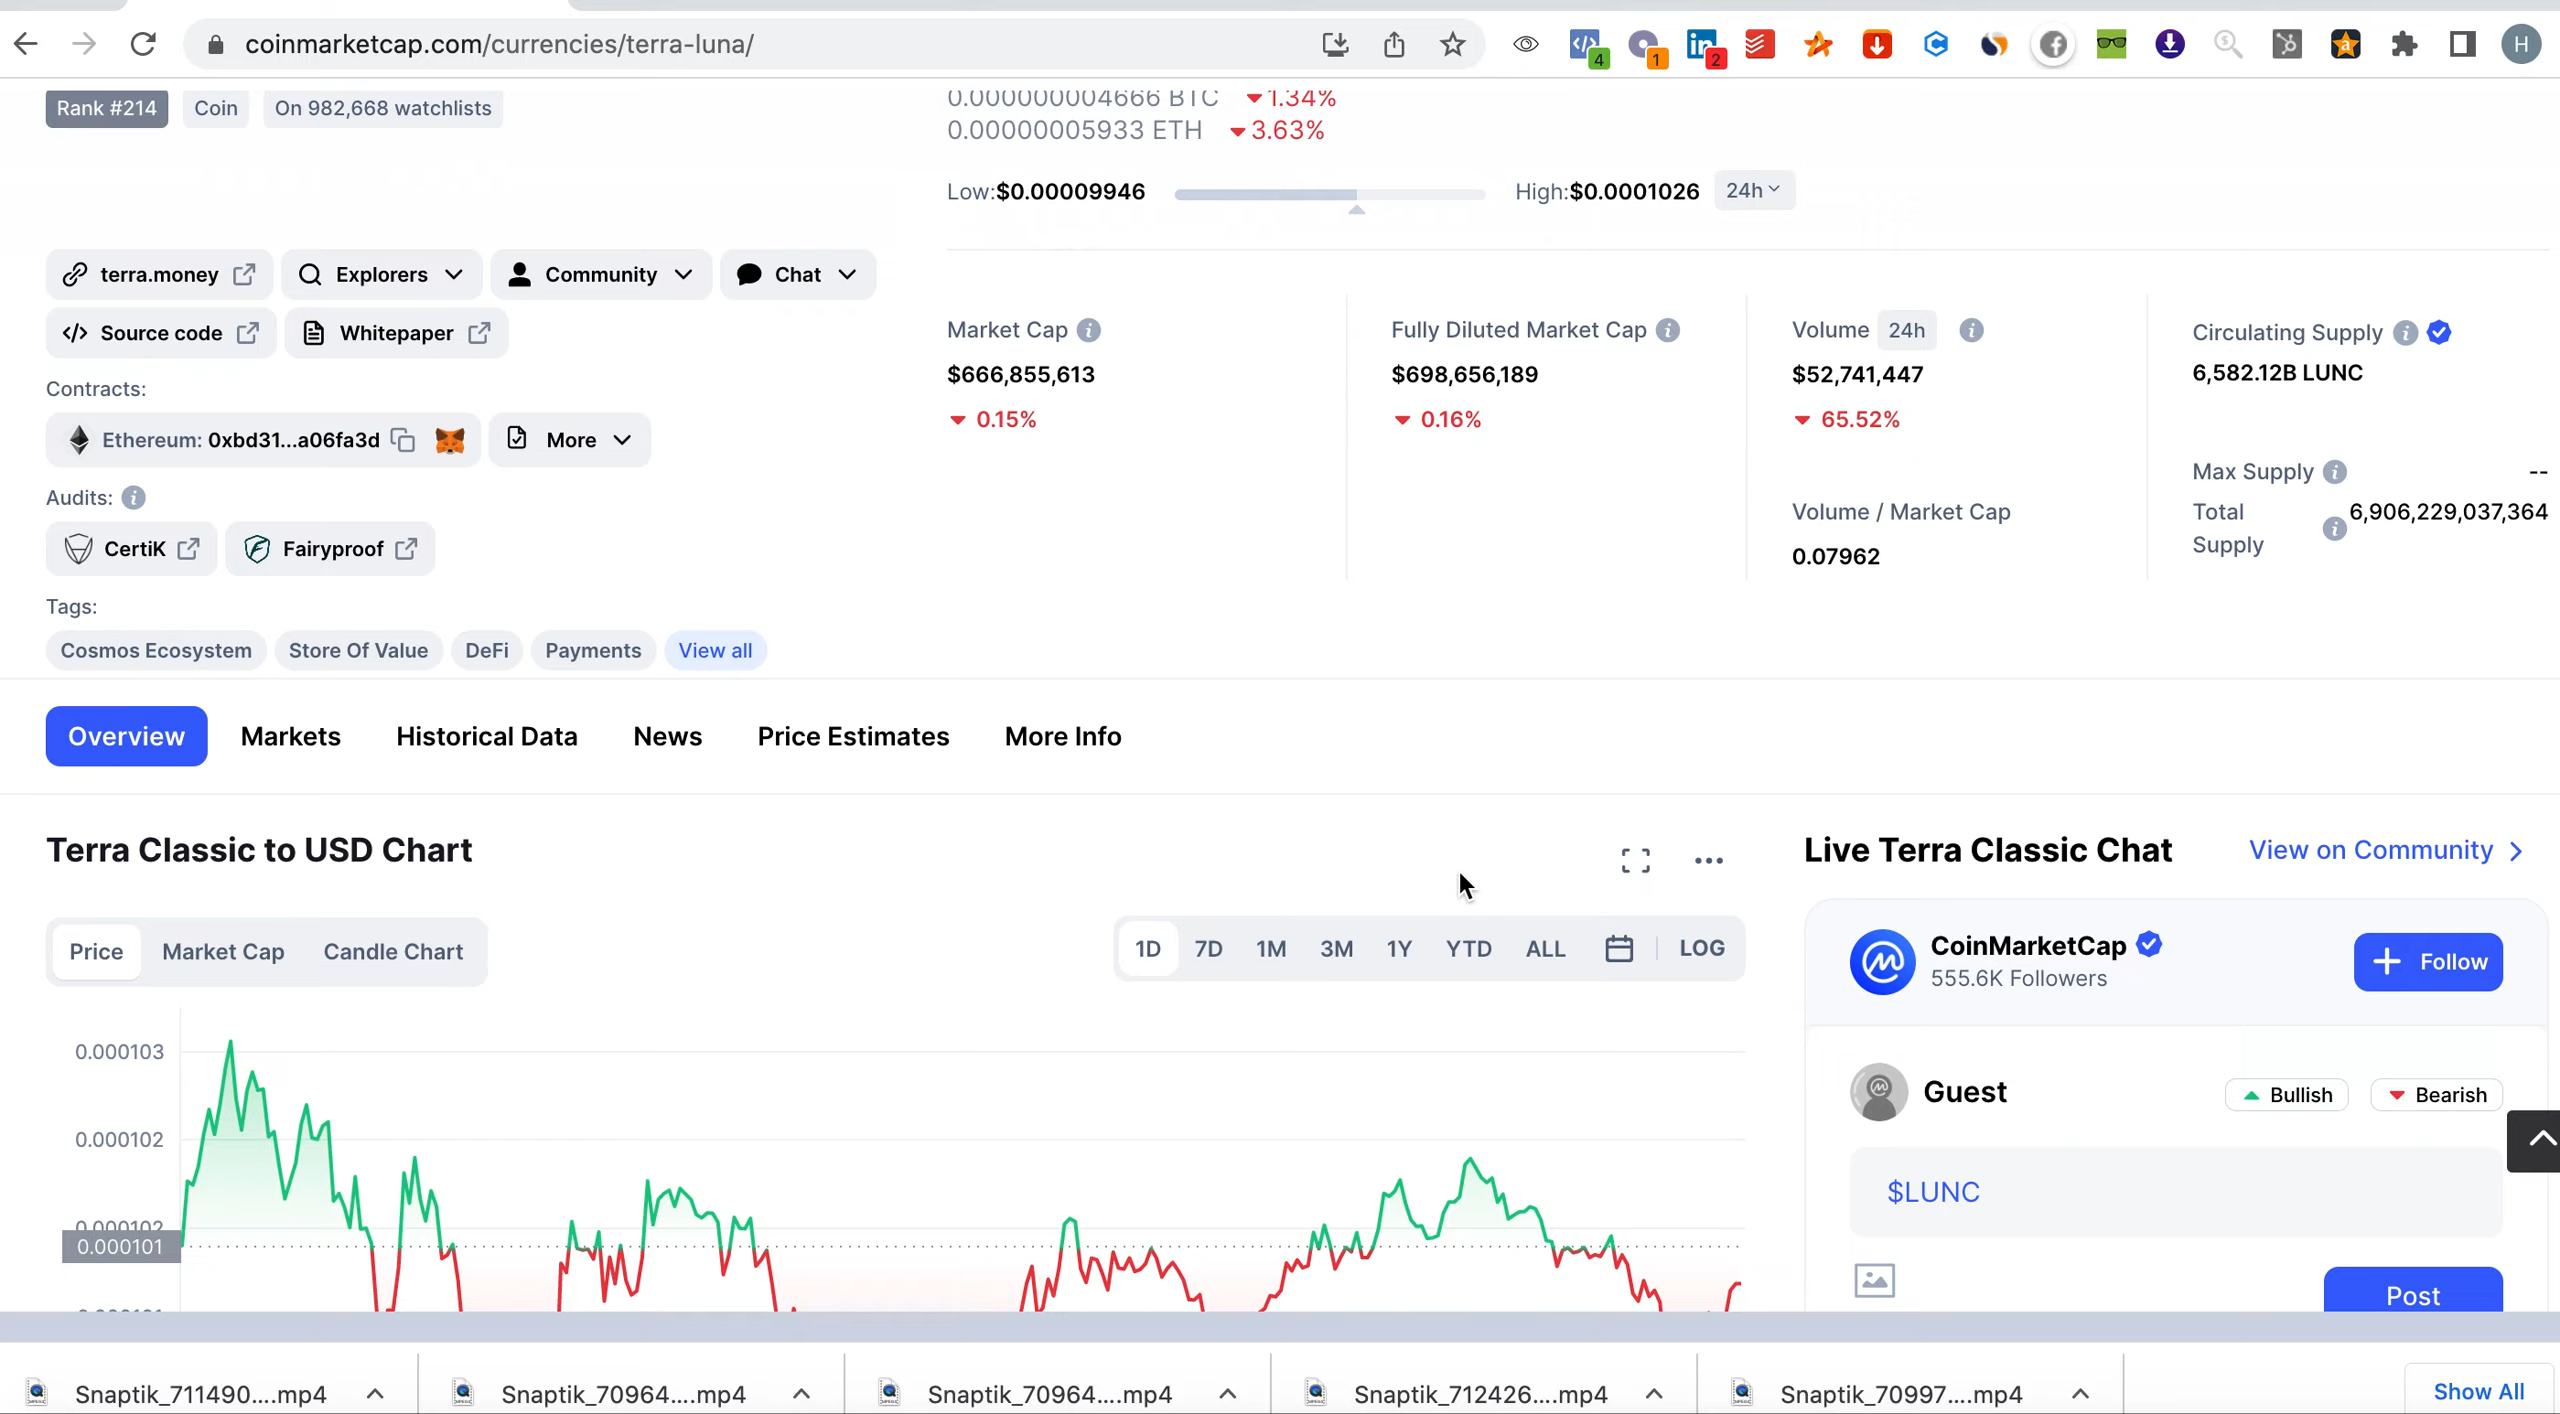 coinmarketcap.com/currencies/terra-luna/
4
1
in
2
H
Rank #214
Coin
On 982,668 watchlists
0.000000004666 BTC 1.34%
0.00000005933 ETH 3.63%
Low:$0.00009946
High:$0.0001026
24h
terra.money
Explorers
Community
Chat
Source code
Whitepaper
Contracts:
Ethereum: 0xbd31...a06fa3d
More
Audits:
CertiK
Fairyproof
Tags:
Cosmos Ecosystem
Store Of Value
DeFi
Payments
View all
Market Cap
$666,855,613
0.15%
Fully Diluted Market Cap
$698,656,189
0.16%
Volume 24h
$52,741,447
65.52%
Volume / Market Cap
0.07962
Circulating Supply
6,582.12B LUNC
Max Supply
--
Total Supply
6,906,229,037,364
Overview
Markets
Historical Data
News
Price Estimates
More Info
Terra Classic to USD Chart
Price
Market Cap
Candle Chart
1D
7D
1M
3M
1Y
YTD
ALL
LOG
0.000103
0.000102
0.000102
0.000101
Live Terra Classic Chat
View on Community
CoinMarketCap
555.6K Followers
+ Follow
Guest
Bullish
Bearish
$LUNC
Post
Snaptik_711490....mp4
Snaptik_70964....mp4
Snaptik_70964....mp4
Snaptik_712426....mp4
Snaptik_70997....mp4
Show All